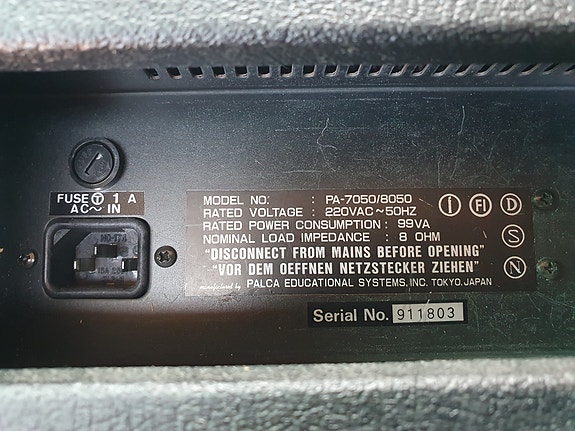 FUSE Ⓣ 1 A
AC～ IN
MODEL NO. : PA-7050/8050
RATED VOLTAGE : 220VAC～50HZ
RATED POWER CONSUMPTION : 99VA
NOMINAL LOAD IMPEDANCE : 8 OHM
"DISCONNECT FROM MAINS BEFORE OPENING"
"VOR DEM OEFFNEN NETZSTECKER ZIEHEN"
manufactured by PALCA EDUCATIONAL SYSTEMS, INC. TOKYO. JAPAN
FI D
S
N
Serial No. 911803